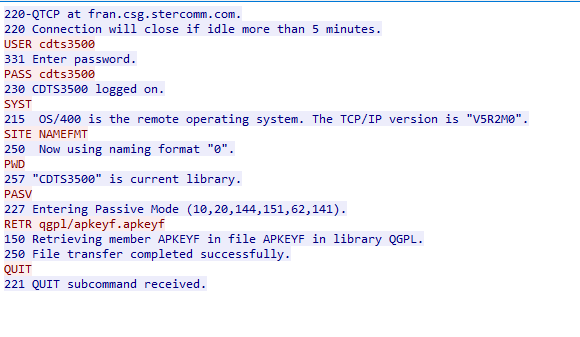 220-QTCP at fran.csg.stercomm.com.
220 Connection will close if idle more than 5 minutes.
USER cdts3500
331 Enter password.
PASS cdts3500
230 CDTS3500 logged on.
SYST
215  OS/400 is the remote operating system. The TCP/IP version is "V5R2M0".
SITE NAMEFMT
250  Now using naming format "0".
PWD
257 "CDTS3500" is current library.
PASV
227 Entering Passive Mode (10,20,144,151,62,141).
RETR qgpl/apkeyf.apkeyf
150 Retrieving member APKEYF in file APKEYF in library QGPL.
250 File transfer completed successfully.
QUIT
221 QUIT subcommand received.